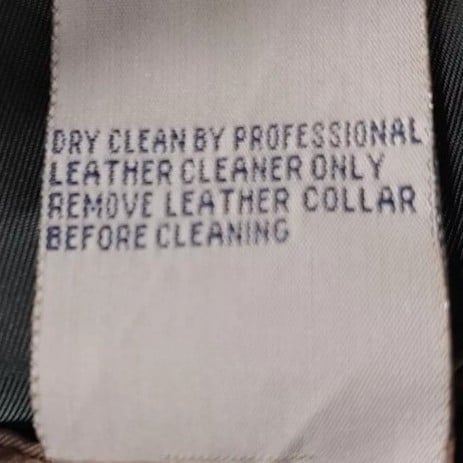 DRY CLEAN BY PROFESSIONAL
LEATHER CLEANER ONLY
REMOVE LEATHER COLLAR
BEFORE CLEANING